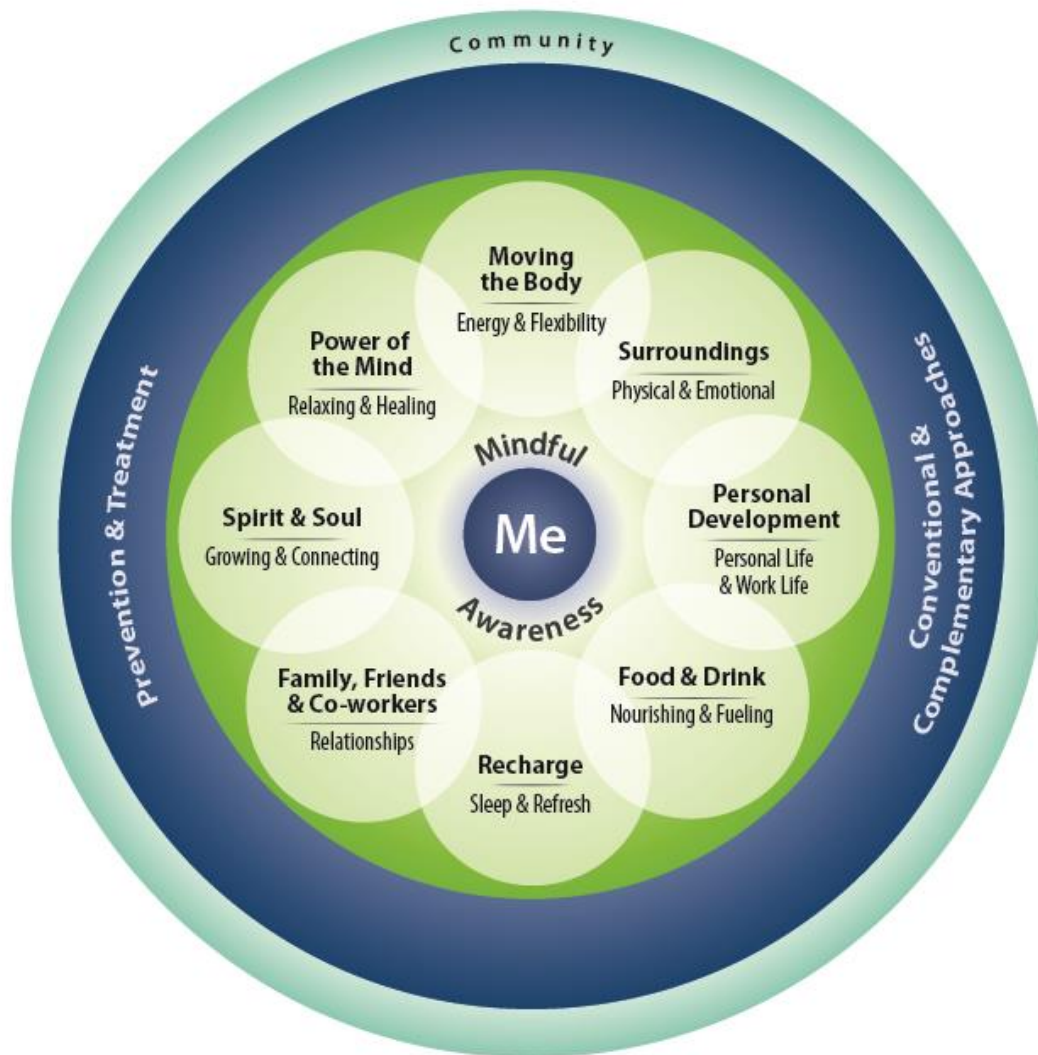 Community
Prevention & Treatment
Conventional &
Complementary Approaches
Moving
the Body
Energy & Flexibility
Surroundings
Physical & Emotional
Personal
Development
Personal Life
& Work Life
Food & Drink
Nourishing & Fueling
Recharge
Sleep & Refresh
Family, Friends
& Co-workers
Relationships
Spirit & Soul
Growing & Connecting
Power of
the Mind
Relaxing & Healing
Mindful
Me
Awareness